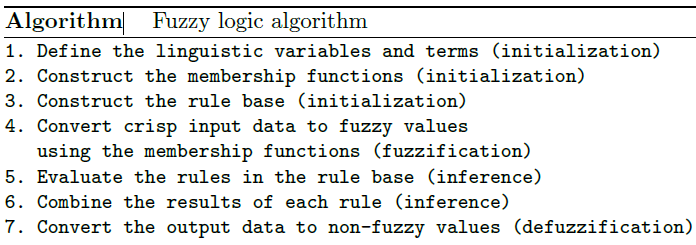 Algorithm Fuzzy logic algorithm
1. Define the linguistic variables and terms (initialization)
2. Construct the membership functions (initialization)
3. Construct the rule base (initialization)
4. Convert crisp input data to fuzzy values
using the membership functions (fuzzification)
5. Evaluate the rules in the rule base (inference)
6. Combine the results of each rule (inference)
7. Convert the output data to non-fuzzy values (defuzzification)